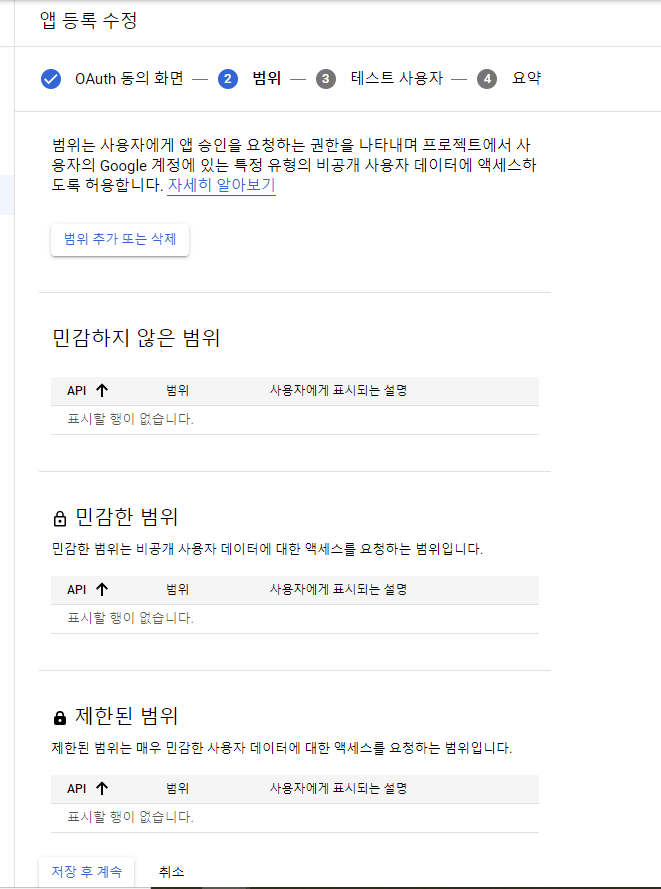 앱 등록 수정
OAuth 동의 화면 — 2 범위 — 3 테스트 사용자 — 4 요약
범위는 사용자에게 앱 승인을 요청하는 권한을 나타내며 프로젝트에서 사
용자의 Google 계정에 있는 특정 유형의 비공개 사용자 데이터에 액세스하
도록 허용합니다. 자세히 알아보기
범위 추가 또는 삭제
민감하지 않은 범위
API 범위 사용자에게 표시되는 설명
표시할 행이 없습니다.
민감한 범위
민감한 범위는 비공개 사용자 데이터에 대한 액세스를 요청하는 범위입니다.
API 범위 사용자에게 표시되는 설명
표시할 행이 없습니다.
제한된 범위
제한된 범위는 매우 민감한 사용자 데이터에 대한 액세스를 요청하는 범위입니다.
API 범위 사용자에게 표시되는 설명
표시할 행이 없습니다.
저장 후 계속 취소